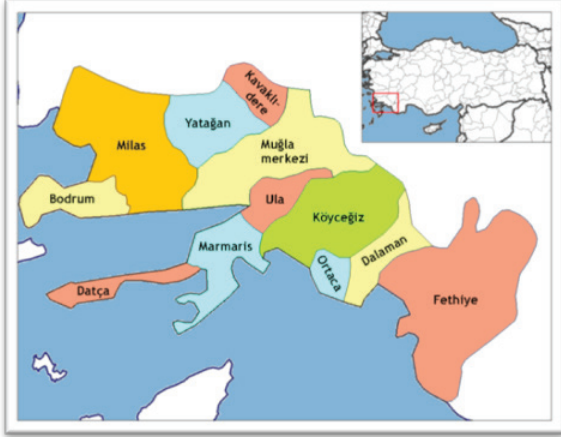 Kavaklı-
dere
Yatağan
Milas
Muğla
merkezi
Bodrum
Ula
Köyceğiz
Marmaris
Dalaman
Ortaca
Datça
Fethiye